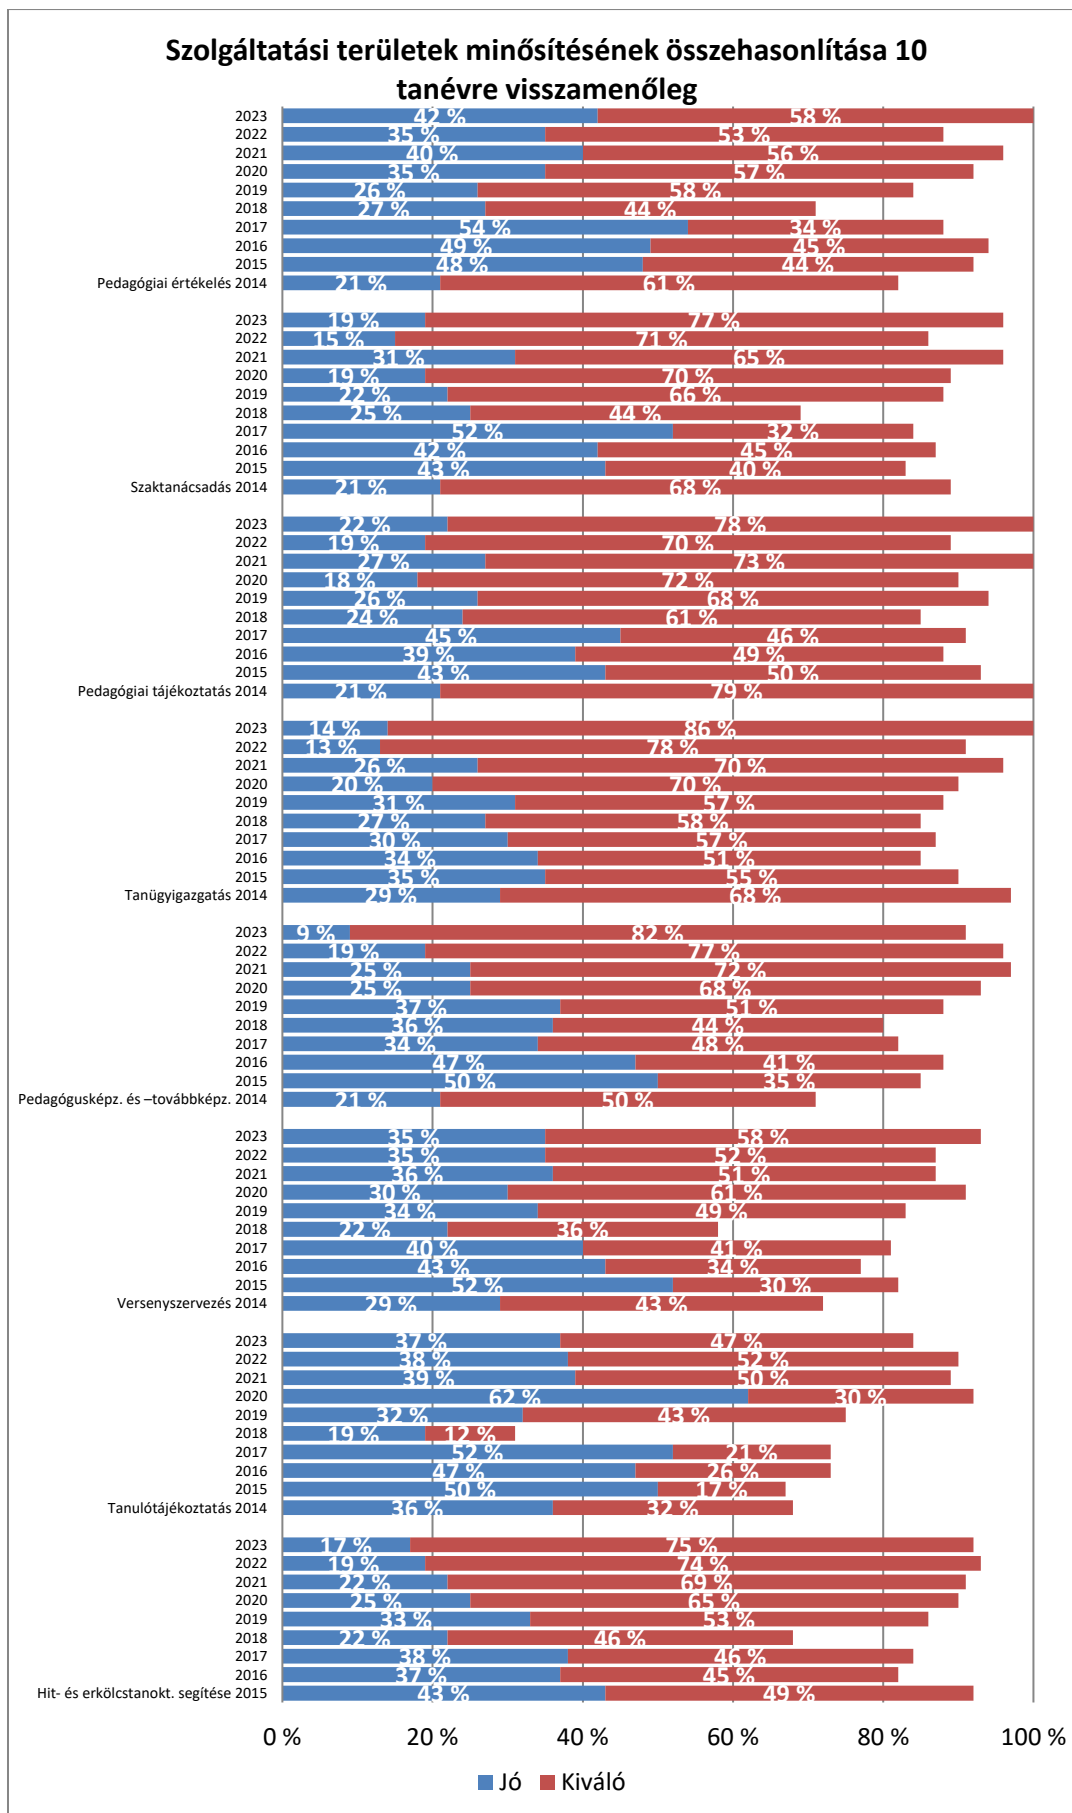 Szolgáltatási területek minősítésének összehasonlítása 10
tanévre visszamenőleg
2023 42 % 58 %
2022 35 % 53 %
2021 40 % 56 %
2020 35 % 57 %
2019 26 % 58 %
2018 27 % 44 %
2017 54 % 34 %
2016 49 % 45 %
2015 48 % 44 %
Pedagógiai értékelés 2014 21 % 61 %
2023 19 % 77 %
2022 15 % 71 %
2021 31 % 65 %
2020 19 % 70 %
2019 22 % 66 %
2018 25 % 44 %
2017 52 % 32 %
2016 42 % 45 %
2015 43 % 40 %
Szaktanácsadás 2014 21 % 68 %
2023 22 % 78 %
2022 19 % 70 %
2021 27 % 73 %
2020 18 % 72 %
2019 26 % 68 %
2018 24 % 61 %
2017 45 % 46 %
2016 39 % 49 %
2015 43 % 50 %
Pedagógiai tájékoztatás 2014 21 % 79 %
2023 14 % 86 %
2022 13 % 78 %
2021 26 % 70 %
2020 20 % 70 %
2019 31 % 57 %
2018 27 % 58 %
2017 30 % 57 %
2016 34 % 51 %
2015 35 % 55 %
Tanügyigazgatás 2014 29 % 68 %
2023 9 % 82 %
2022 19 % 77 %
2021 25 % 72 %
2020 25 % 68 %
2019 37 % 51 %
2018 36 % 44 %
2017 34 % 48 %
2016 47 % 41 %
2015 50 % 35 %
Pedagógusképz. és –továbbképz. 2014 21 % 50 %
2023 35 % 58 %
2022 35 % 52 %
2021 36 % 51 %
2020 30 % 61 %
2019 34 % 49 %
2018 22 % 36 %
2017 40 % 41 %
2016 43 % 34 %
2015 52 % 30 %
Versenyszervezés 2014 29 % 43 %
2023 37 % 47 %
2022 38 % 52 %
2021 39 % 50 %
2020 62 % 30 %
2019 32 % 43 %
2018 19 % 12 %
2017 52 % 21 %
2016 47 % 26 %
2015 50 % 17 %
Tanulótájékoztatás 2014 36 % 32 %
2023 17 % 75 %
2022 19 % 74 %
2021 22 % 69 %
2020 25 % 65 %
2019 33 % 53 %
2018 22 % 46 %
2017 38 % 46 %
2016 37 % 45 %
Hit- és erkölcstanokt. segítése 2015 43 % 49 %
0 % 20 % 40 % 60 % 80 % 100 %
Jó Kiváló